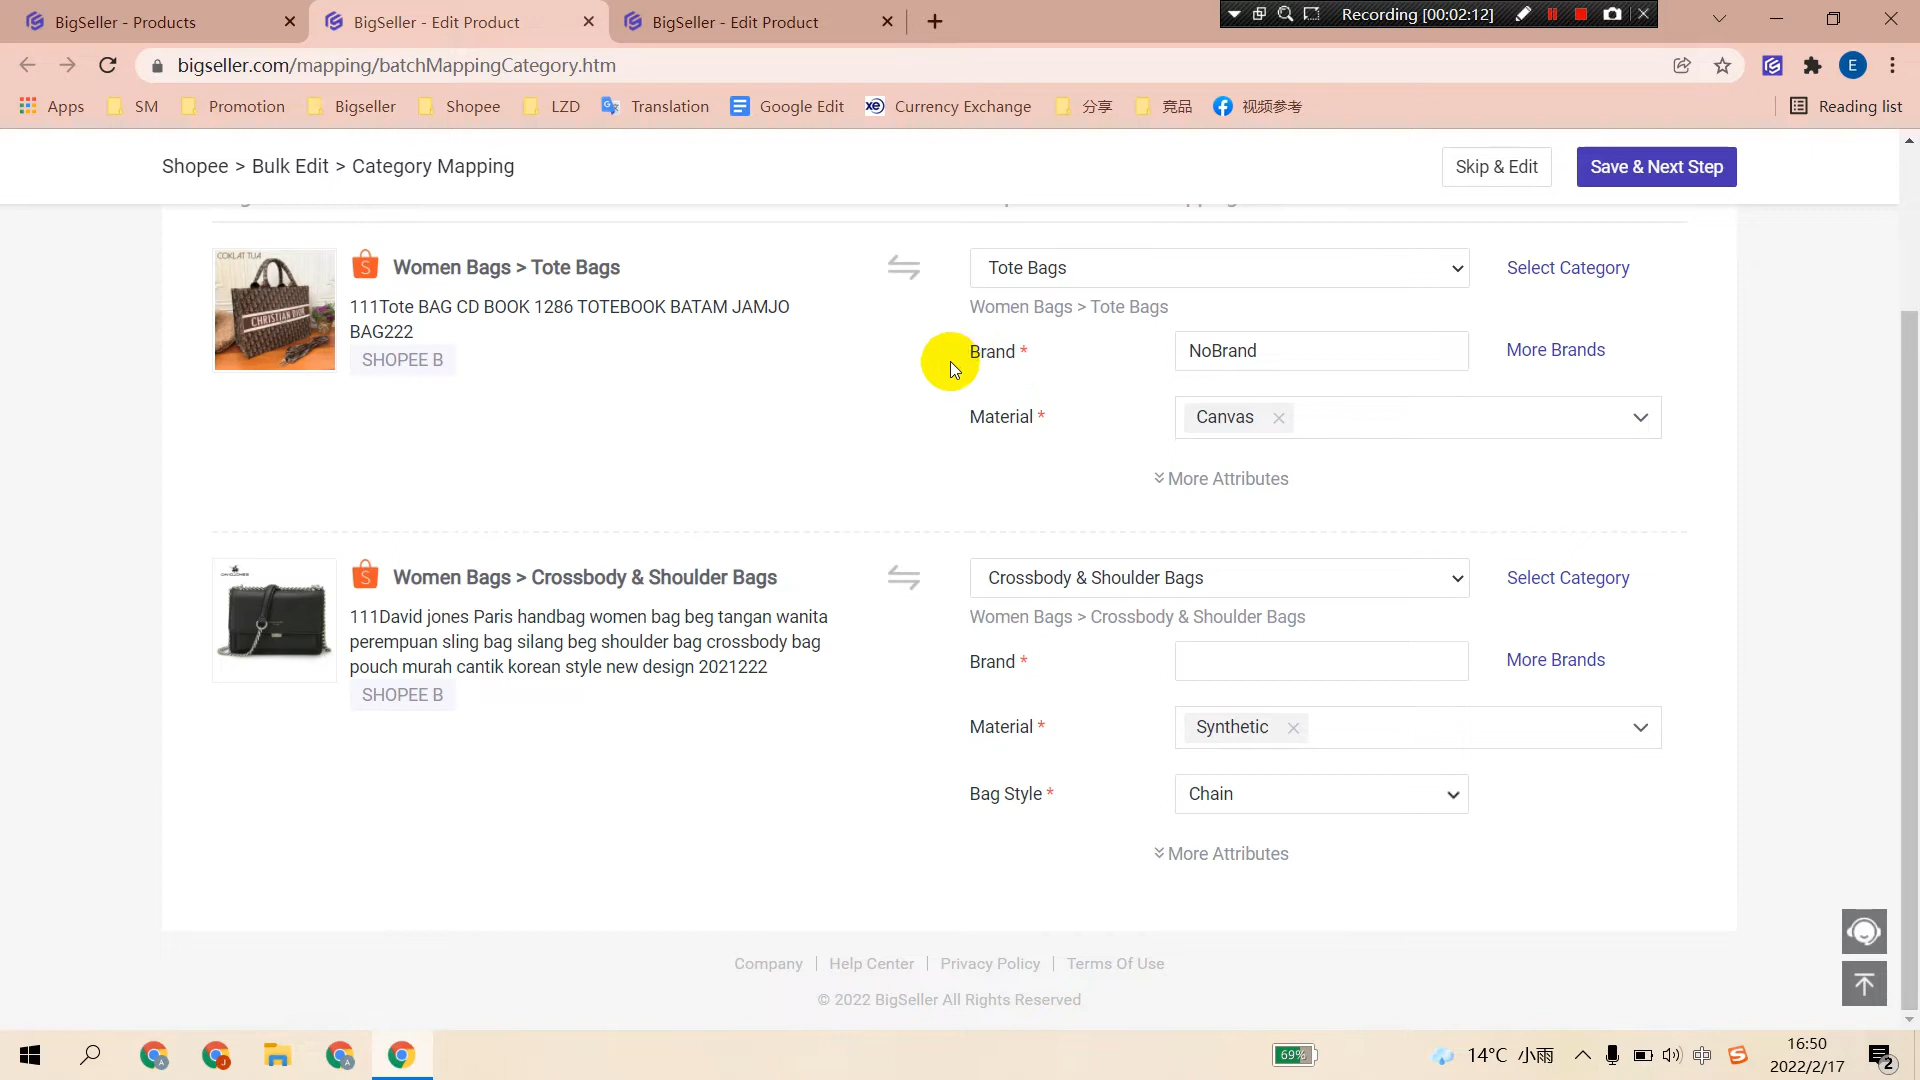 BigSeller - Products
BigSeller - Edit Product
BigSeller - Edit Product
Recording [00:02:12]
bigseller.com/mapping/batchMappingCategory.htm
E
Apps
SM
Promotion
Bigseller
Shopee
LZD
Translation
Google Edit
Currency Exchange
分享
竞品
视频参考
Reading list
Shopee > Bulk Edit > Category Mapping
Skip & Edit
Save & Next Step
COKLAT TUA
CHRISTIAN DIOR
Women Bags > Tote Bags
111Tote BAG CD BOOK 1286 TOTEBOOK BATAM JAMJO
BAG222
SHOPEE B
Tote Bags
Select Category
Women Bags > Tote Bags
Brand *
NoBrand
More Brands
Material *
Canvas
More Attributes
Women Bags > Crossbody & Shoulder Bags
111David jones Paris handbag women bag beg tangan wanita
perempuan sling bag silang beg shoulder bag crossbody bag
pouch murah cantik korean style new design 2021222
SHOPEE B
Crossbody & Shoulder Bags
Select Category
Women Bags > Crossbody & Shoulder Bags
Brand *
More Brands
Material *
Synthetic
Bag Style *
Chain
More Attributes
Company | Help Center | Privacy Policy | Terms Of Use
© 2022 BigSeller All Rights Reserved
69%
14°C 小雨
中
16:50
2022/2/17
2